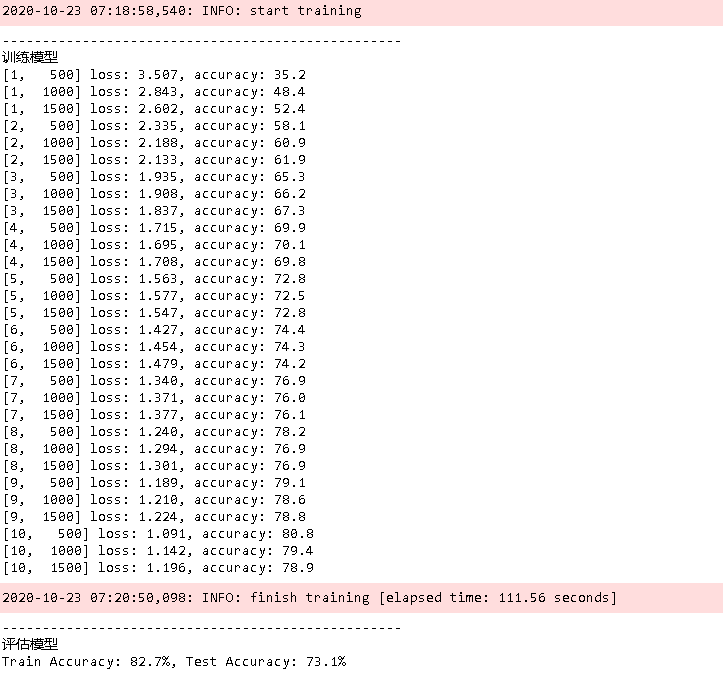 2020-10-23 07:18:58,540: INFO: start training
--------------------------------------------------
训练模型
[1,   500] loss: 3.507, accuracy: 35.2
[1,  1000] loss: 2.843, accuracy: 48.4
[1,  1500] loss: 2.602, accuracy: 52.4
[2,   500] loss: 2.335, accuracy: 58.1
[2,  1000] loss: 2.188, accuracy: 60.9
[2,  1500] loss: 2.133, accuracy: 61.9
[3,   500] loss: 1.935, accuracy: 65.3
[3,  1000] loss: 1.908, accuracy: 66.2
[3,  1500] loss: 1.837, accuracy: 67.3
[4,   500] loss: 1.715, accuracy: 69.9
[4,  1000] loss: 1.695, accuracy: 70.1
[4,  1500] loss: 1.708, accuracy: 69.8
[5,   500] loss: 1.563, accuracy: 72.8
[5,  1000] loss: 1.577, accuracy: 72.5
[5,  1500] loss: 1.547, accuracy: 72.8
[6,   500] loss: 1.427, accuracy: 74.4
[6,  1000] loss: 1.454, accuracy: 74.3
[6,  1500] loss: 1.479, accuracy: 74.2
[7,   500] loss: 1.340, accuracy: 76.9
[7,  1000] loss: 1.371, accuracy: 76.0
[7,  1500] loss: 1.377, accuracy: 76.1
[8,   500] loss: 1.240, accuracy: 78.2
[8,  1000] loss: 1.294, accuracy: 76.9
[8,  1500] loss: 1.301, accuracy: 76.9
[9,   500] loss: 1.189, accuracy: 79.1
[9,  1000] loss: 1.210, accuracy: 78.6
[9,  1500] loss: 1.224, accuracy: 78.8
[10,   500] loss: 1.091, accuracy: 80.8
[10,  1000] loss: 1.142, accuracy: 79.4
[10,  1500] loss: 1.196, accuracy: 78.9
2020-10-23 07:20:50,098: INFO: finish training [elapsed time: 111.56 seconds]
--------------------------------------------------
评估模型
Train Accuracy: 82.7%, Test Accuracy: 73.1%